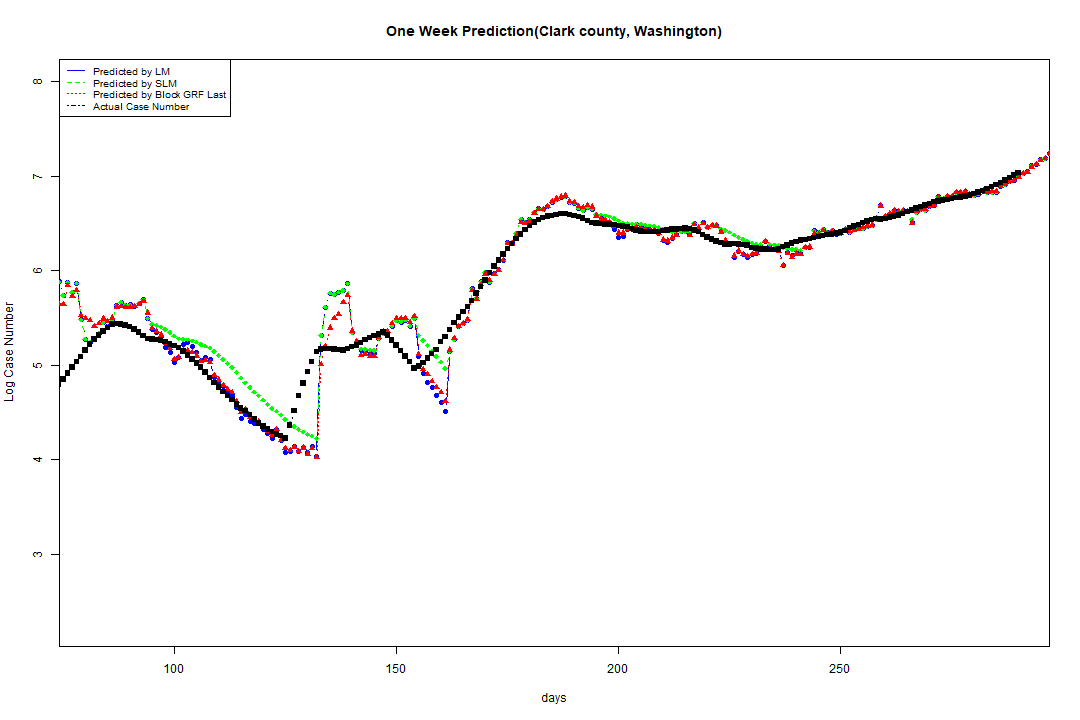 One Week Prediction(Clark county, Washington)
Predicted by LM
Predicted by SLM
Predicted by Block GRF Last
Actual Case Number
8
7
6
5
4
3
Log Case Number
100 150 200 250
days